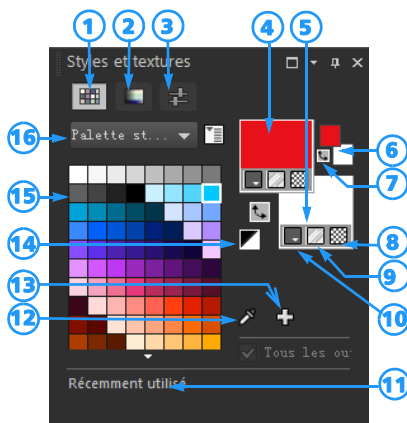 1 2 3 4 5
Styles et textures
16 Palette st... 6
7
15
14 8
9
13 10
12 Tous les ou
Récemment utilisé 11